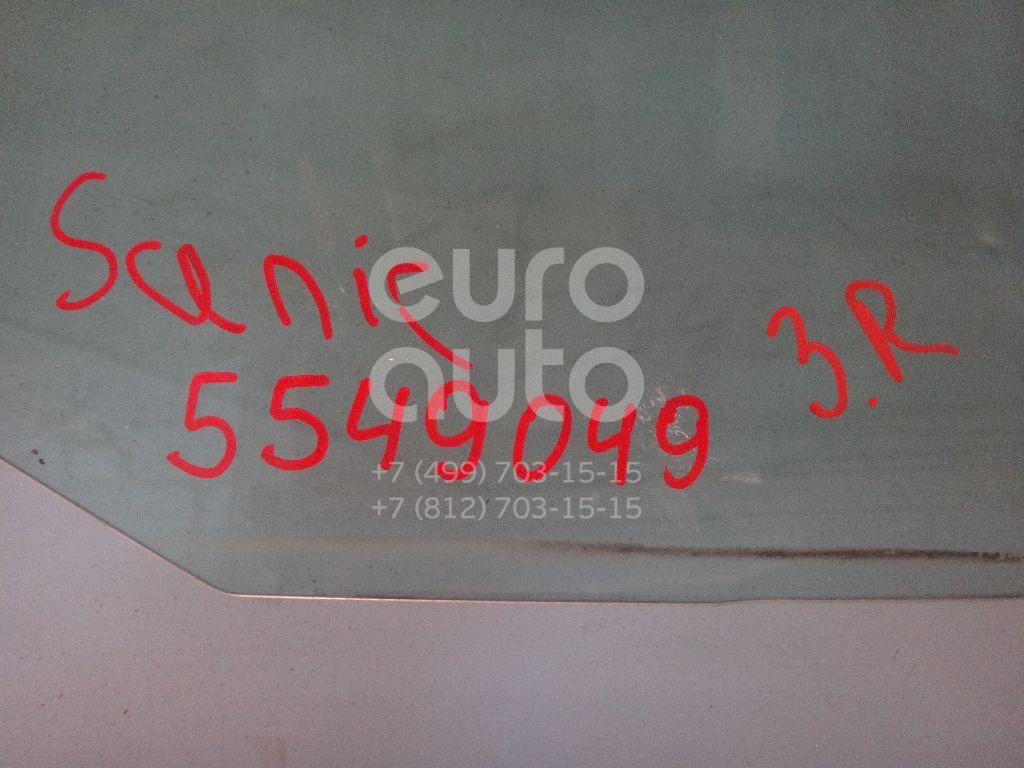 Scenic
3.R
5549049
euro
auto
+7 (499) 703-15-15
+7 (812) 703-15-15